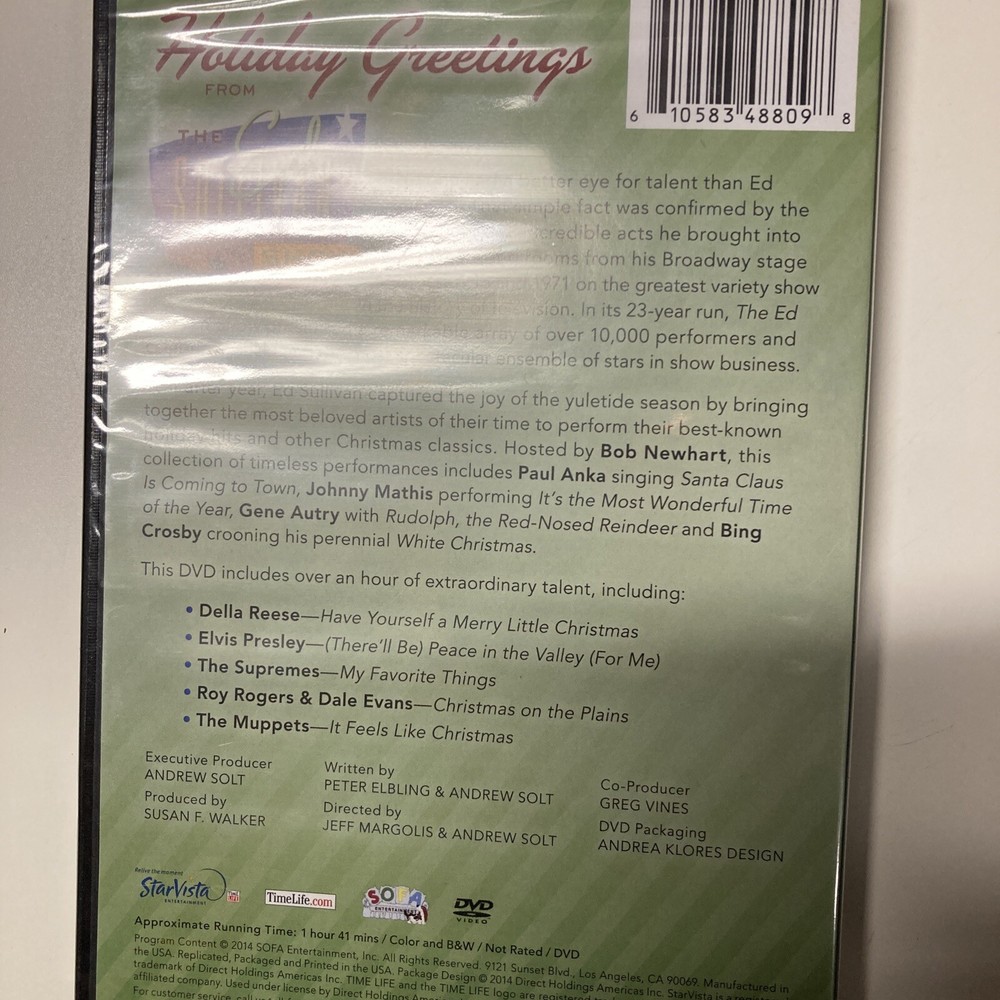 Holiday Greetings
FROM
THE Ed
6 10583 48809 8
eye for talent than Ed
simple fact was confirmed by the
acts he brought into
rooms from his Broadway stage
1971 on the greatest variety show
In its 23-year run, The Ed
array of over 10,000 performers and
ensemble of stars in show business.
after year, Ed Sullivan captured the joy of the yuletide season by bringing
together the most beloved artists of their time to perform their best-known
holiday hits and other Christmas classics. Hosted by Bob Newhart, this
collection of timeless performances includes Paul Anka singing Santa Claus
Is Coming to Town, Johnny Mathis performing It's the Most Wonderful Time
of the Year, Gene Autry with Rudolph, the Red-Nosed Reindeer and Bing
Crosby crooning his perennial White Christmas.
This DVD includes over an hour of extraordinary talent, including:
• Della Reese—Have Yourself a Merry Little Christmas
• Elvis Presley—(There'll Be) Peace in the Valley (For Me)
• The Supremes—My Favorite Things
• Roy Rogers & Dale Evans—Christmas on the Plains
• The Muppets—It Feels Like Christmas
Executive Producer
ANDREW SOLT
Produced by
SUSAN F. WALKER
Written by
PETER ELBLING & ANDREW SOLT
Directed by
JEFF MARGOLIS & ANDREW SOLT
Co-Producer
GREG VINES
DVD Packaging
ANDREA KLORES DESIGN
Relive the moment
StarVista
ENTERTAINMENT
TIME LIFE
TimeLife.com
SOFA
ENTERTAINMENT
DVD
VIDEO
Approximate Running Time: 1 hour 41 mins / Color and B&W / Not Rated / DVD
Program Content © 2014 SOFA Entertainment, Inc. All Rights Reserved. 9121 Sunset Blvd., Los Angeles, CA 90069. Manufactured in
the USA. Replicated, Packaged and Printed in the USA. Package Design © 2014 Direct Holdings Americas Inc. StarVista is a
trademark of Direct Holdings Americas Inc. TIME LIFE and the TIME LIFE logo are registered
affiliated company. Used under license by Direct Holdings
For customer service,